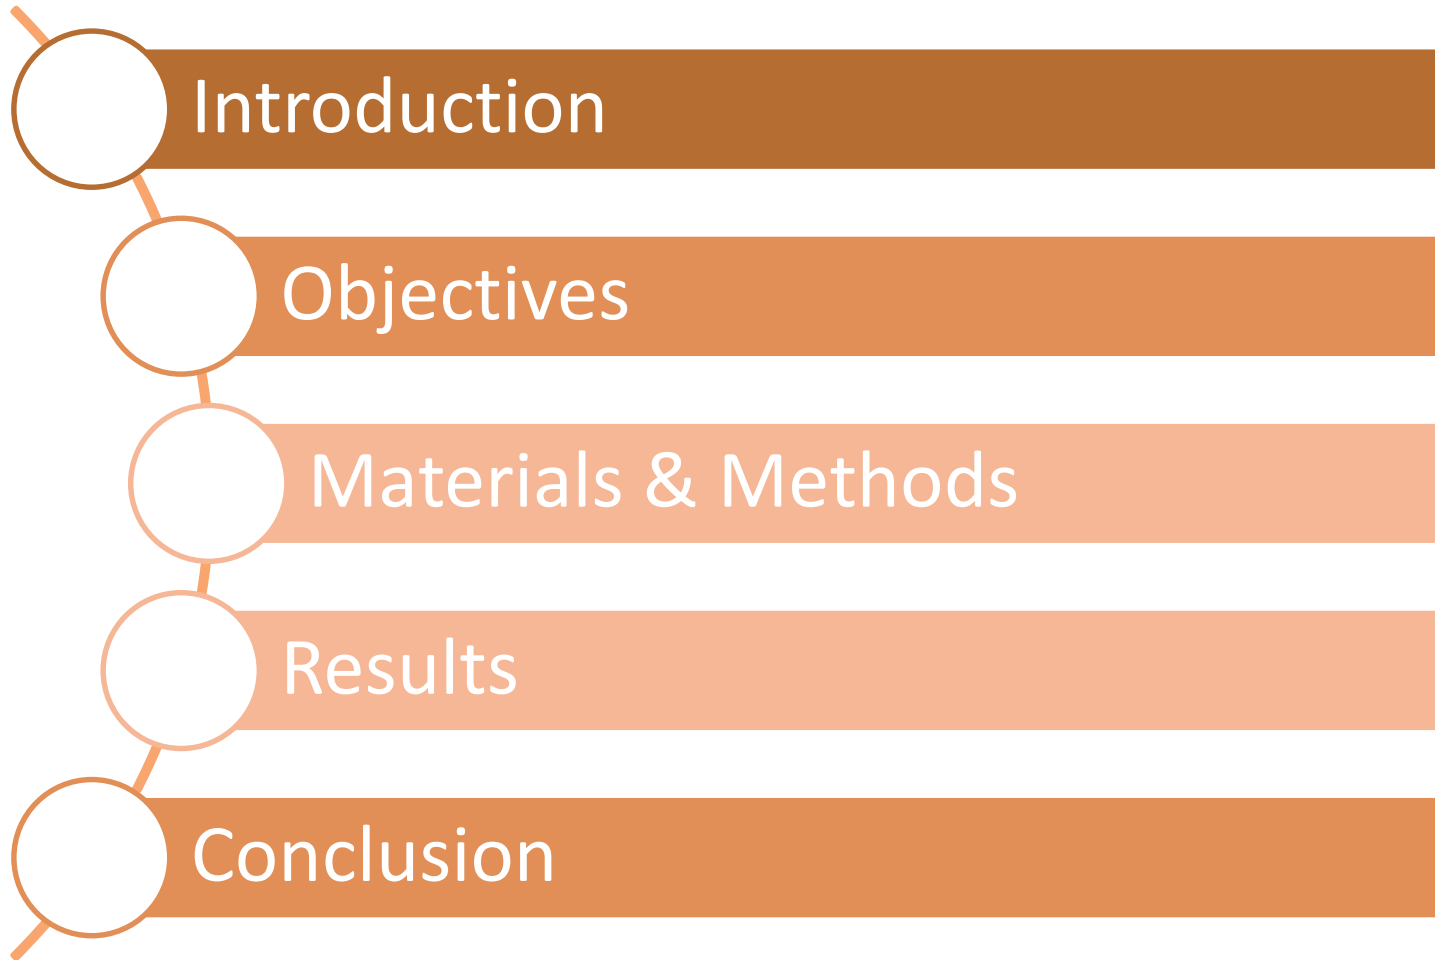 Introduction
Objectives
Materials & Methods
Results
Conclusion